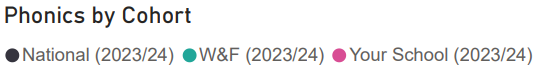 Phonics by Cohort
National (2023/24) W&F (2023/24) Your School (2023/24)